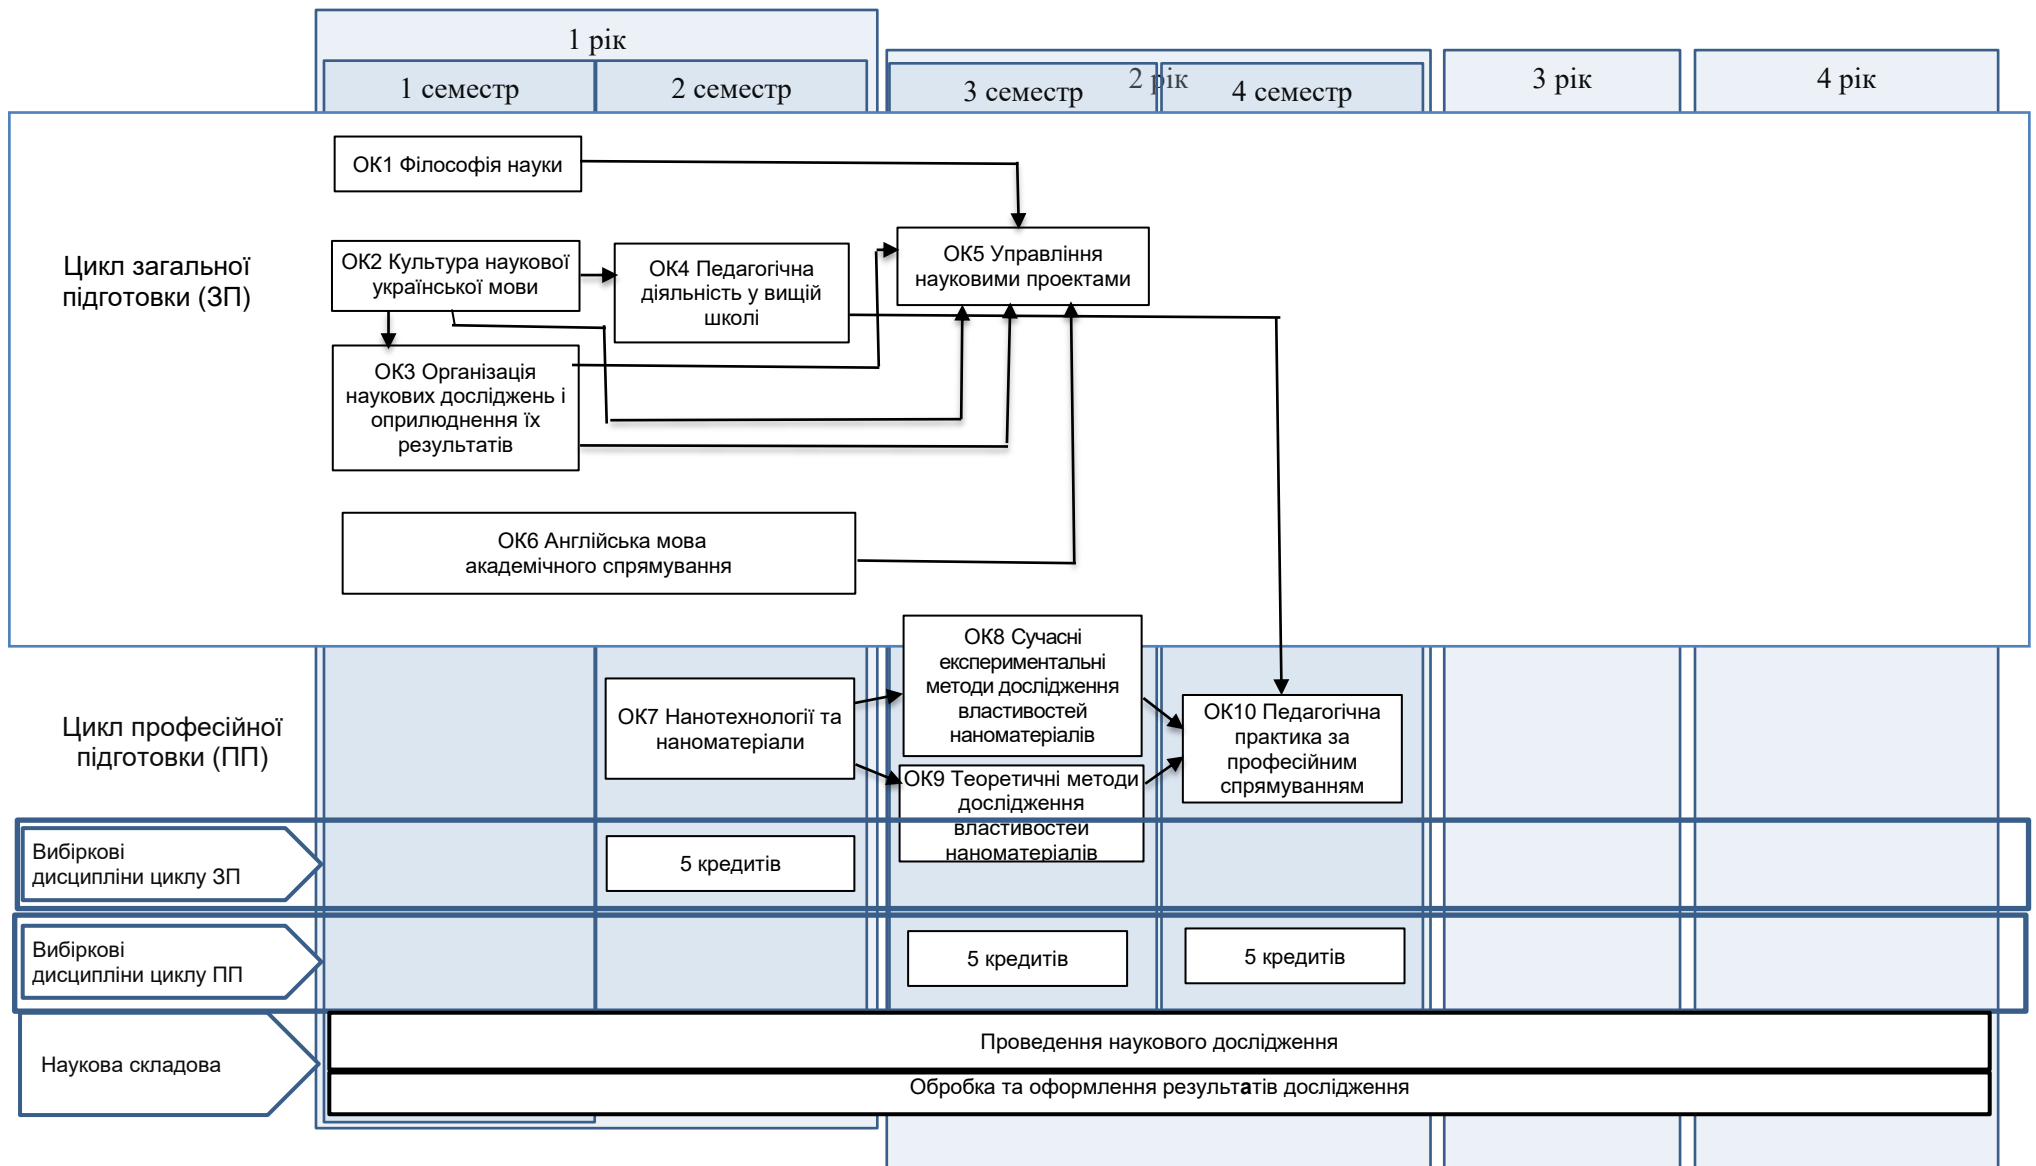 1 рік
2 рік
3 рік
4 рік
1 семестр
2 семестр
3 семестр
4 семестр
Цикл загальної
підготовки (ЗП)
ОК1 Філософія науки
ОК2 Культура наукової
української мови
ОК4 Педагогічна
діяльність у вищій
школі
ОК5 Управління
науковими проектами
ОК3 Організація
наукових досліджень і
оприлюднення їх
результатів
ОК6 Англійська мова
академічного спрямування
Цикл професійної
підготовки (ПП)
ОК7 Нанотехнології та
наноматеріали
ОК8 Сучасні
експериментальні
методи дослідження
властивостей
наноматеріалів
ОК9 Теоретичні методи
дослідження
властивостей
наноматеріалів
ОК10 Педагогічна
практика за
професійним
спрямуванням
Вибіркові
дисципліни циклу ЗП
5 кредитів
Вибіркові
дисципліни циклу ПП
5 кредитів
5 кредитів
Наукова складова
Проведення наукового дослідження
Обробка та оформлення результатів дослідження